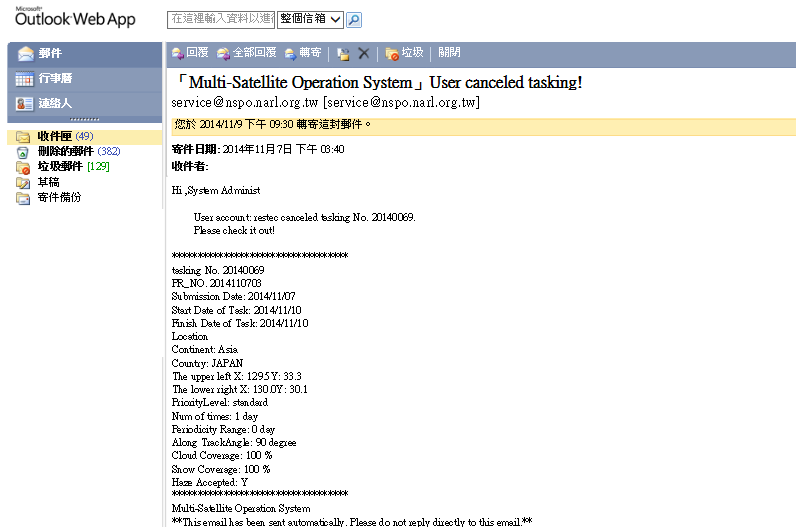 Microsoft®
Outlook Web App
在這裡輸入資料以進行
整個信箱
郵件
行事曆
連絡人
收件匣 (49)
刪除的郵件 (382)
垃圾郵件 [129]
草稿
寄件備份
回覆 全部回覆 轉寄 垃圾 關閉
「Multi-Satellite Operation System」User canceled tasking!
service@nspo.narl.org.tw [service@nspo.narl.org.tw]
您於 2014/11/9 下午 09:30 轉寄這封郵件。
寄件日期: 2014年11月7日 下午 03:40
收件者:
Hi ,System Administ
User account: restec canceled tasking No. 20140069.
Please check it out!
**********************************
tasking No. 20140069
PR_NO. 2014110703
Submission Date: 2014/11/07
Start Date of Task: 2014/11/10
Finish Date of Task: 2014/11/10
Location
Continent: Asia
Country: JAPAN
The upper left X: 129.5 Y: 33.3
The lower right X: 130.0 Y: 30.1
PriorityLevel: standard
Num of times: 1 day
Periodicity Range: 0 day
Along TrackAngle: 90 degree
Cloud Coverage: 100 %
Snow Coverage: 100 %
Haze Accepted: Y
**********************************
Multi-Satellite Operation System
**This email has been sent automatically. Please do not reply directly to this email.**